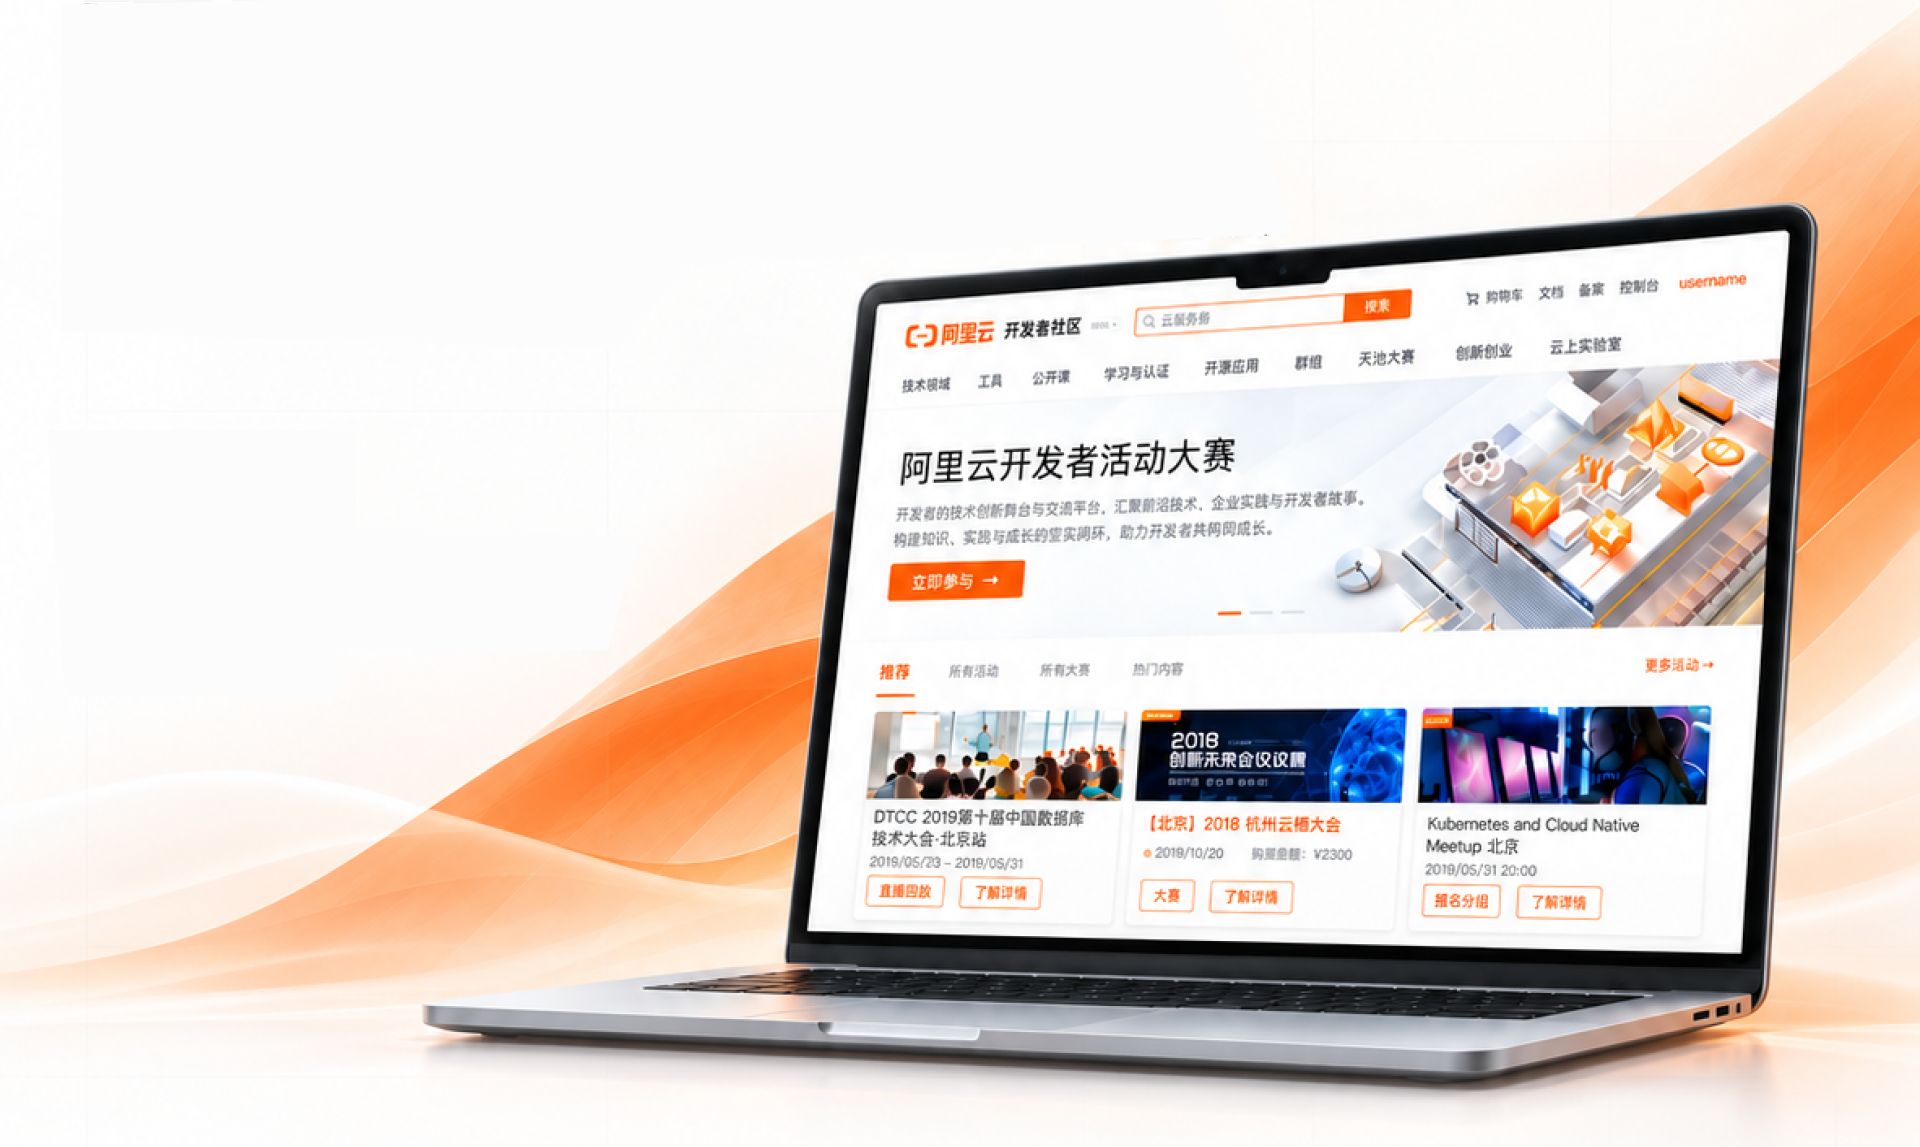 阿里云 开发者社区
搜索
购物车 文档 备案 控制台 username
技术领域 工具 公开课 学习与认证 开源应用 群组 天池大赛 创新创业 云上实验室
阿里云开发者活动大赛
开发者的技术创新舞台与交流平台,汇聚前沿技术、企业实践与开发者故事。
构建知识、实践与成长的 助力开发者共 成长。
立即参与 →
推荐 所有活动 所有大赛 热门内容
更多活动 →
2018
DTCC 2019第十届中国数据库
技术大会·北京站
2019/05/23 – 2019/05/31
直播回放 了解详情
【北京】2018 杭州云栖大会
2019/10/20 ¥2300
大赛 了解详情
Kubernetes and Cloud Native
Meetup 北京
2019/05/31 20:00
报名分组 了解详情